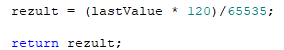 rezult = (lastValue * 120)/65535;
return rezult;